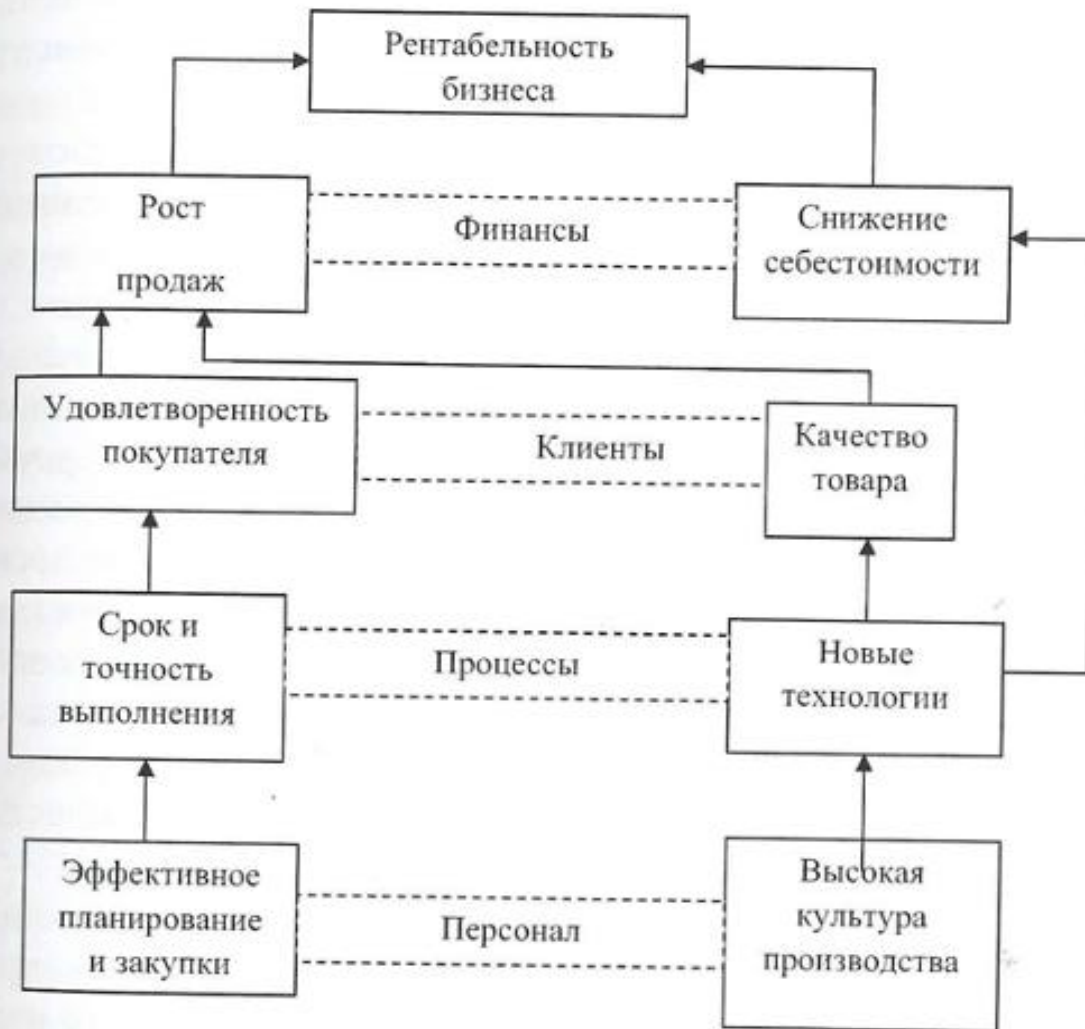 Рентабельность
бизнеса
Рост
продаж
Финансы
Снижение
себестоимости
Удовлетворенность
покупателя
Клиенты
Качество
товара
Срок и
точность
выполнения
Процессы
Новые
технологии
Эффективное
планирование
и закупки
Персонал
Высокая
культура
производства